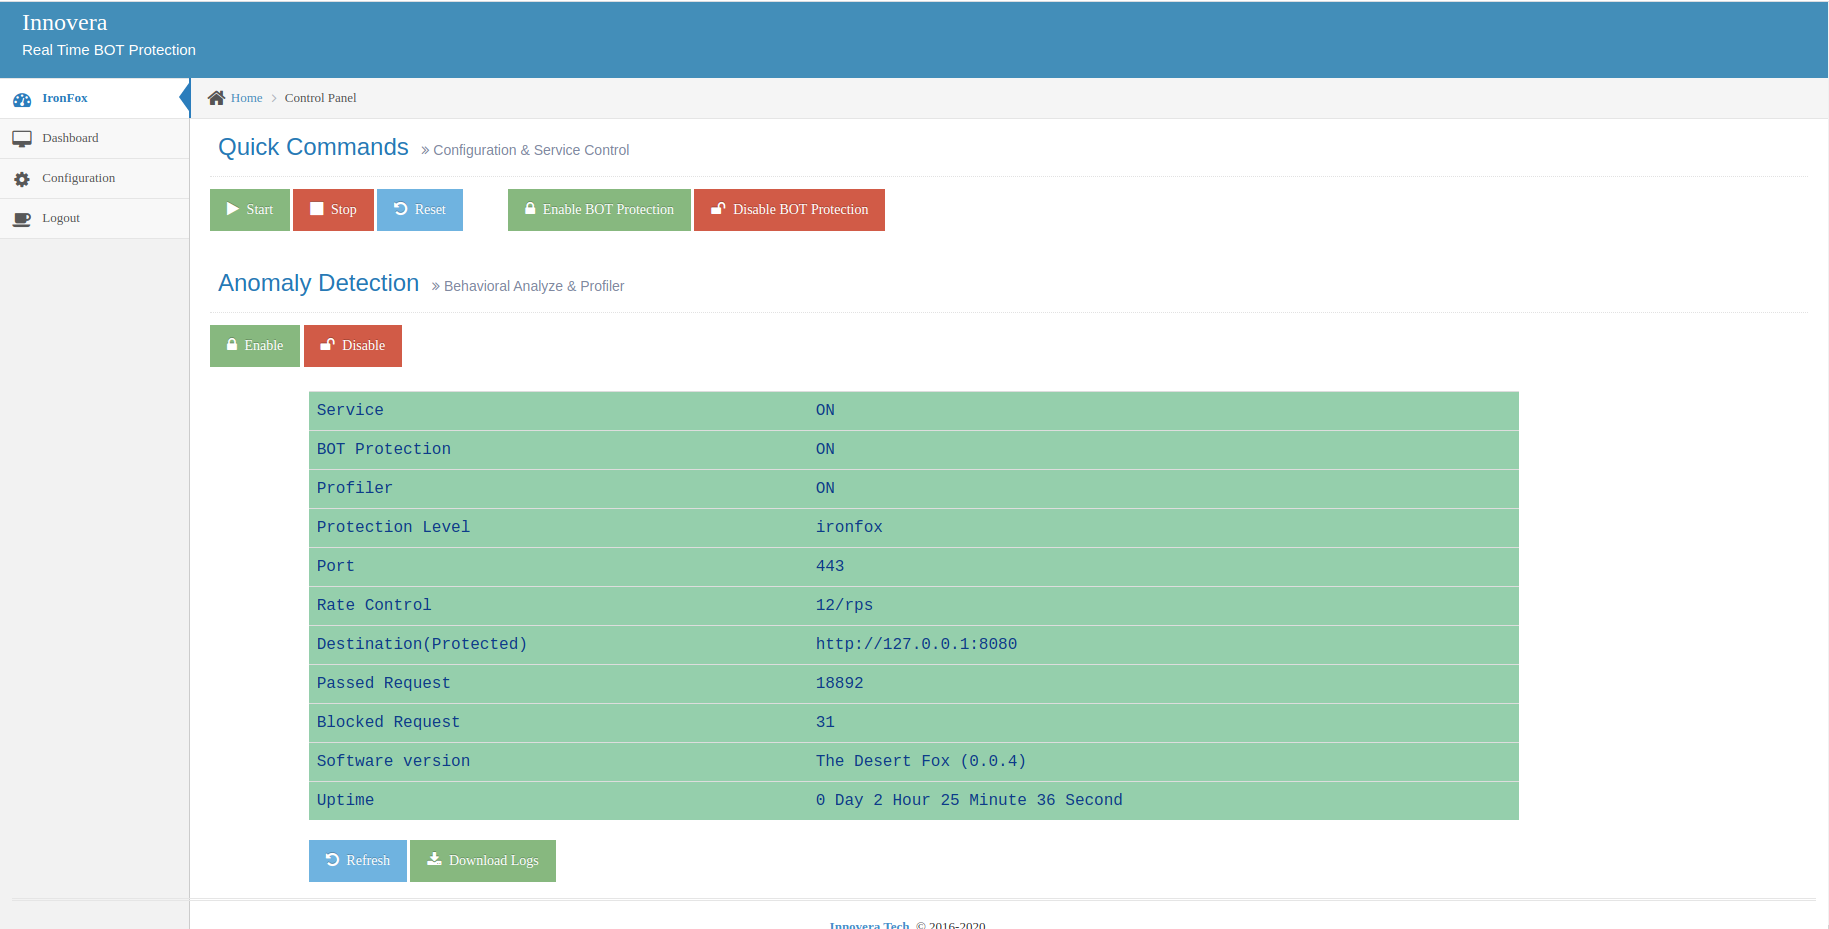 Innovera
Real Time BOT Protection
IronFox
Dashboard
Configuration
Logout
Home > Control Panel
Quick Commands » Configuration & Service Control
Start Stop Reset Enable BOT Protection Disable BOT Protection
Anomaly Detection » Behavioral Analyze & Profiler
Enable Disable
Service ON
BOT Protection ON
Profiler ON
Protection Level ironfox
Port 443
Rate Control 12/rps
Destination(Protected) http://127.0.0.1:8080
Passed Request 18892
Blocked Request 31
Software version The Desert Fox (0.0.4)
Uptime 0 Day 2 Hour 25 Minute 36 Second
Refresh Download Logs
Innovera Tech. © 2016-2020